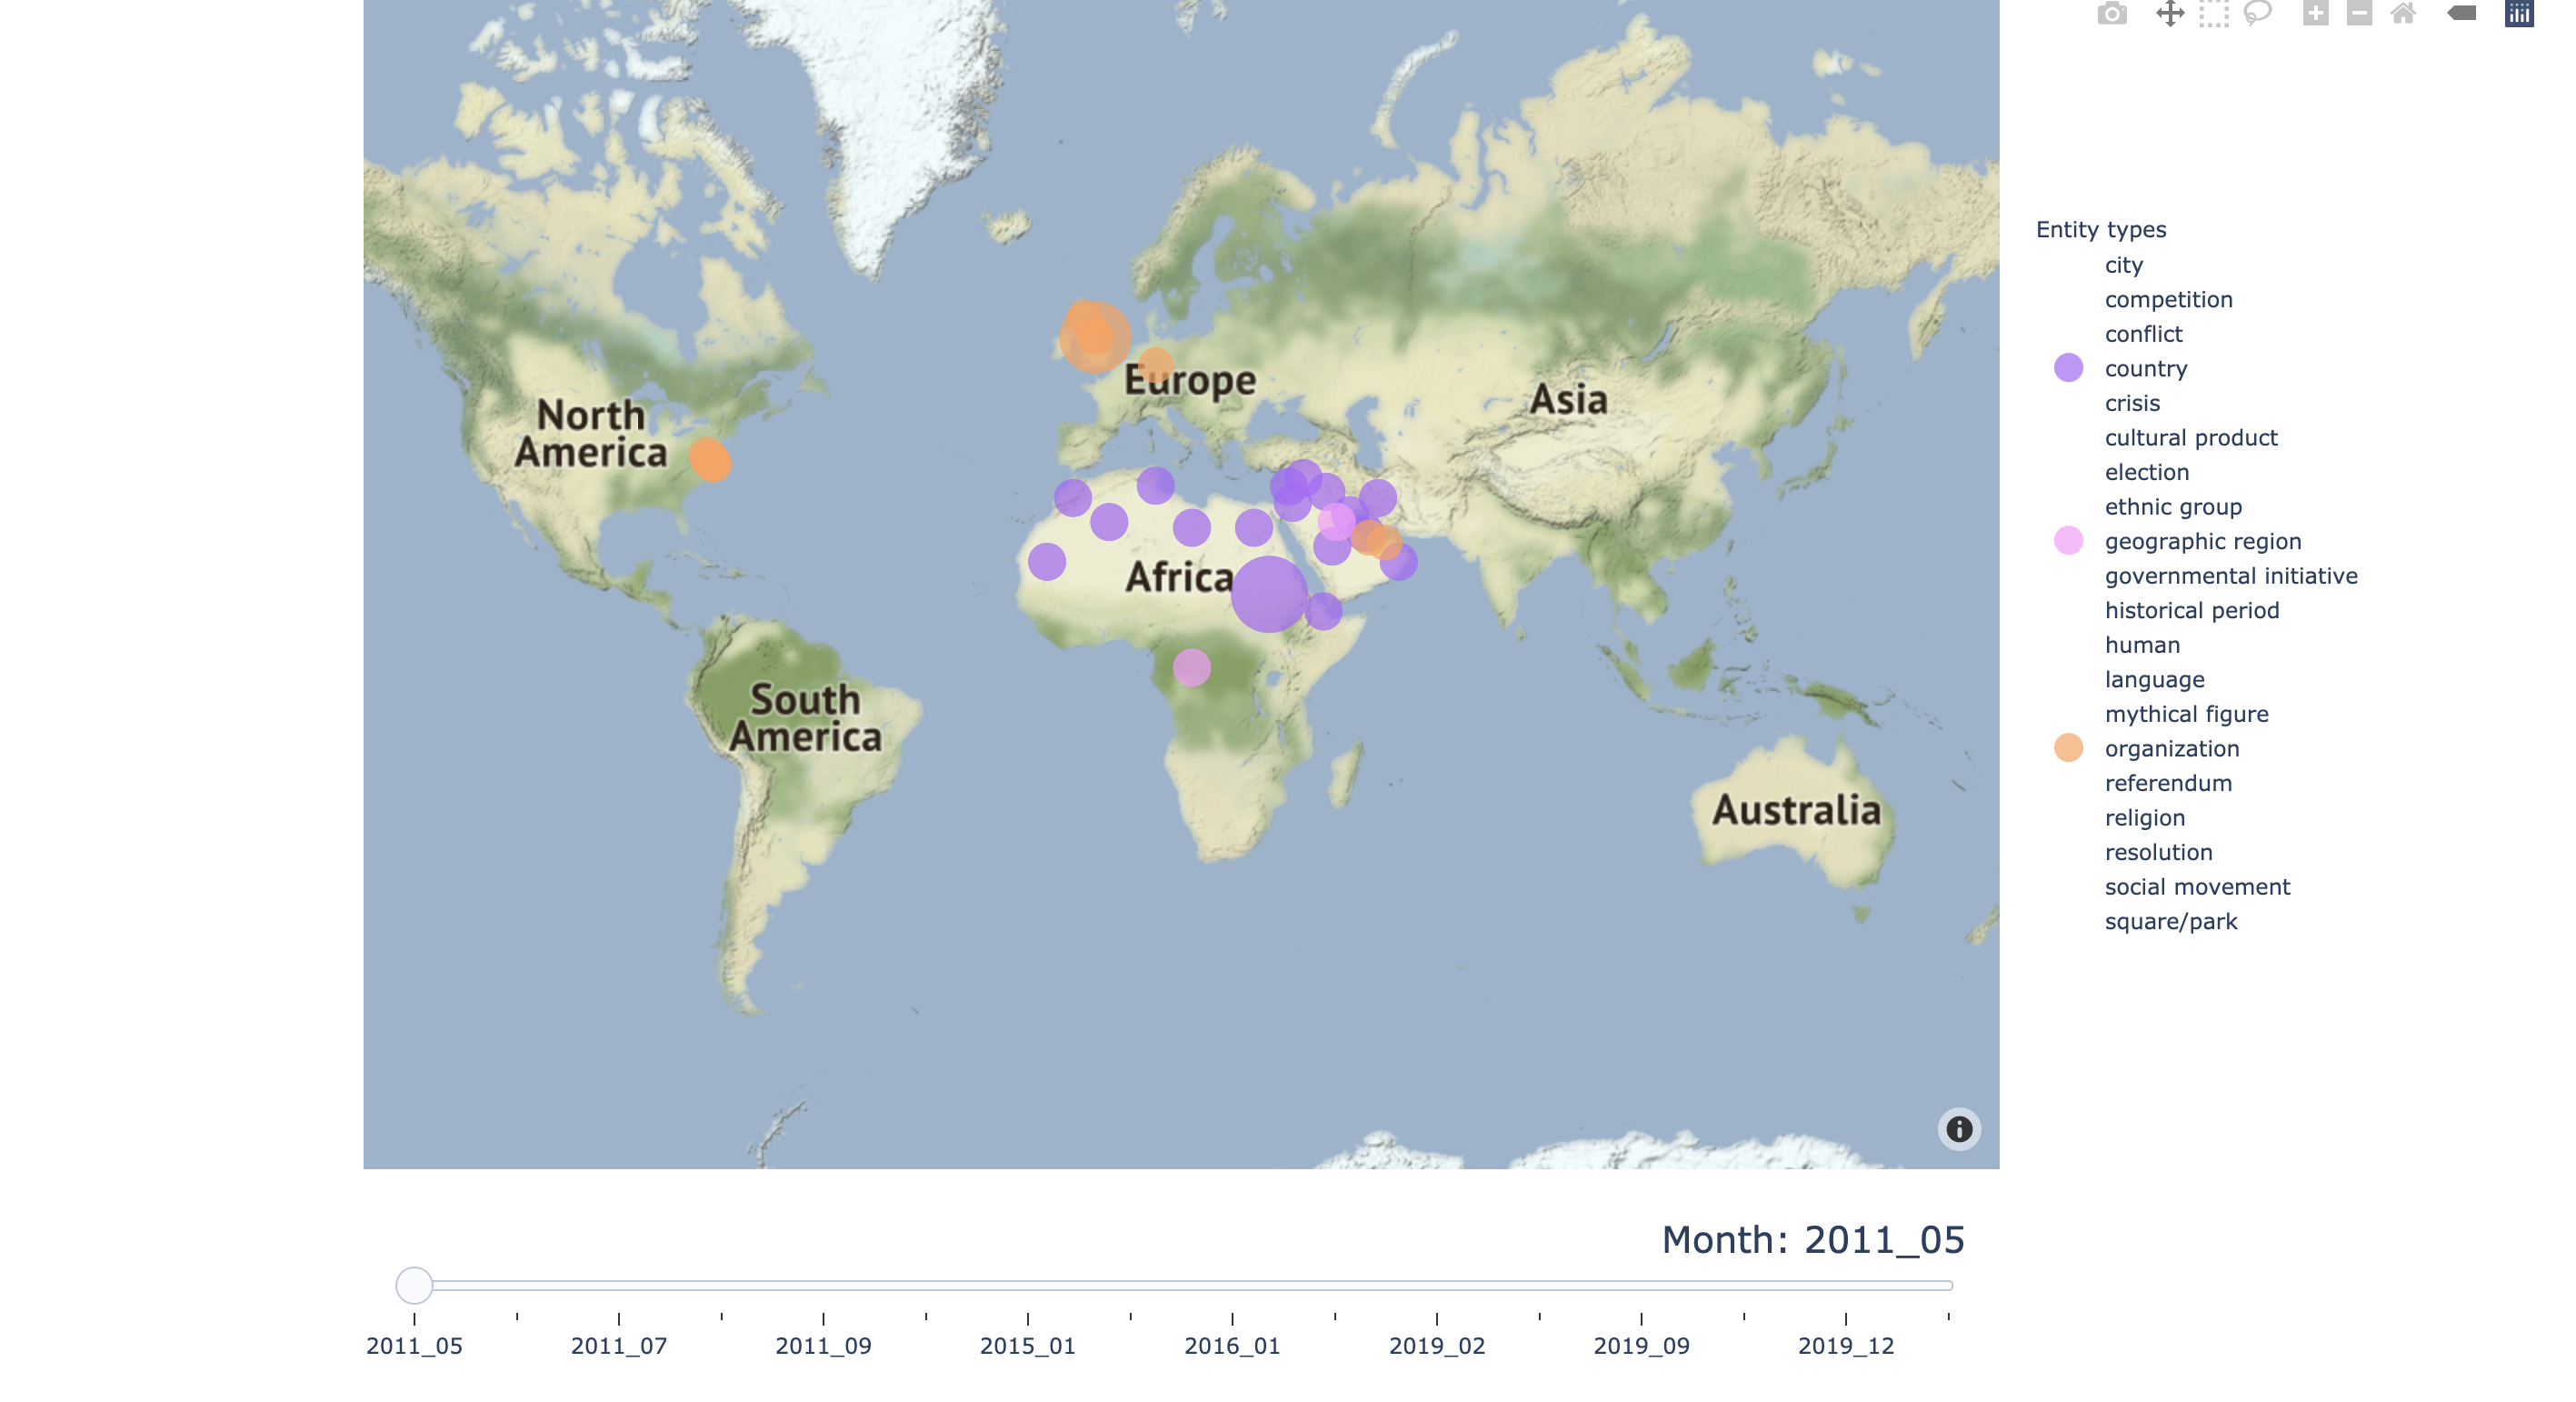 Entity types
city
competition
conflict
country
crisis
cultural product
election
ethnic group
geographic region
governmental initiative
historical period
human
language
mythical figure
organization
referendum
religion
resolution
social movement
square/park
North
America
Europe
Asia
Africa
South
America
Australia
Month: 2011_05
2011_05 2011_07 2011_09 2015_01 2016_01 2019_02 2019_09 2019_12